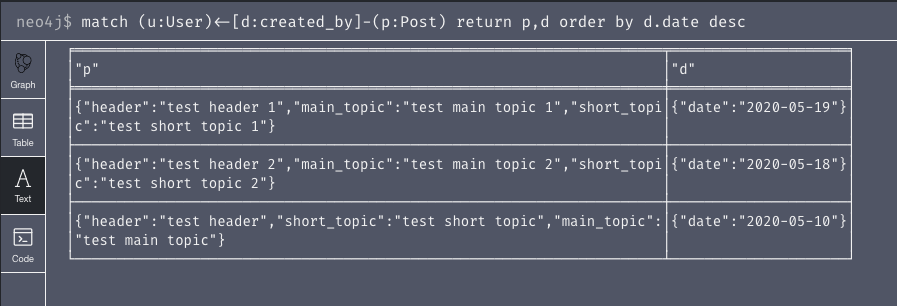 neo4j$ match (u:User)<-[d:created_by]-(p:Post) return p,d order by d.date desc
Graph
Table
Text
Code
"p" "d"
{"header":"test header 1","main_topic":"test main topic 1","short_topi {"date":"2020-05-19"}
c":"test short topic 1"}
{"header":"test header 2","main_topic":"test main topic 2","short_topi {"date":"2020-05-18"}
c":"test short topic 2"}
{"header":"test header","short_topic":"test short topic","main_topic": {"date":"2020-05-10"}
"test main topic"}